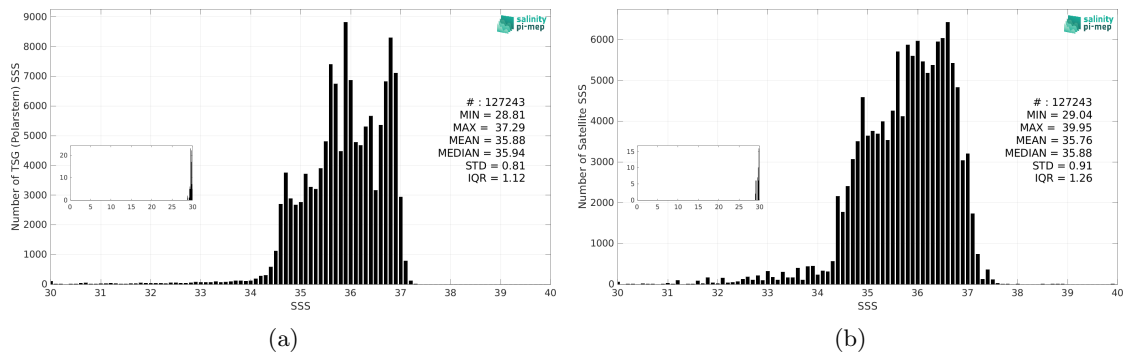 salinity
pi-mep
9000
8000
7000
6000
5000
4000
3000
2000
1000
0
Number of TSG (Polarstern) SSS
# : 127243
MIN = 28.81
MAX = 37.29
MEAN = 35.88
MEDIAN = 35.94
STD = 0.81
IQR = 1.12
20
10
0
0 5 10 15 20 25 30
30 31 32 33 34 35 36 37 38 39 40
SSS
(a)
salinity
pi-mep
6000
5000
4000
3000
2000
1000
0
Number of Satellite SSS
# : 127243
MIN = 29.04
MAX = 39.95
MEAN = 35.76
MEDIAN = 35.88
STD = 0.91
IQR = 1.26
15
10
5
0
0 5 10 15 20 25 30
30 31 32 33 34 35 36 37 38 39 40
SSS
(b)